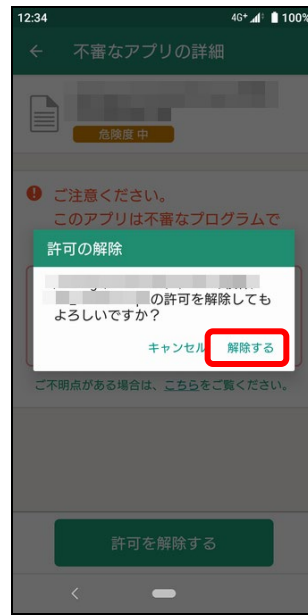 12:34
4G+ 100%
不審なアプリの詳細
危険度 中
ご注意ください。
このアプリは不審なプログラムで
許可の解除
の許可を解除しても
よろしいですか？
キャンセル
解除する
ご不明点がある場合は、こちらをご覧ください。
許可を解除する